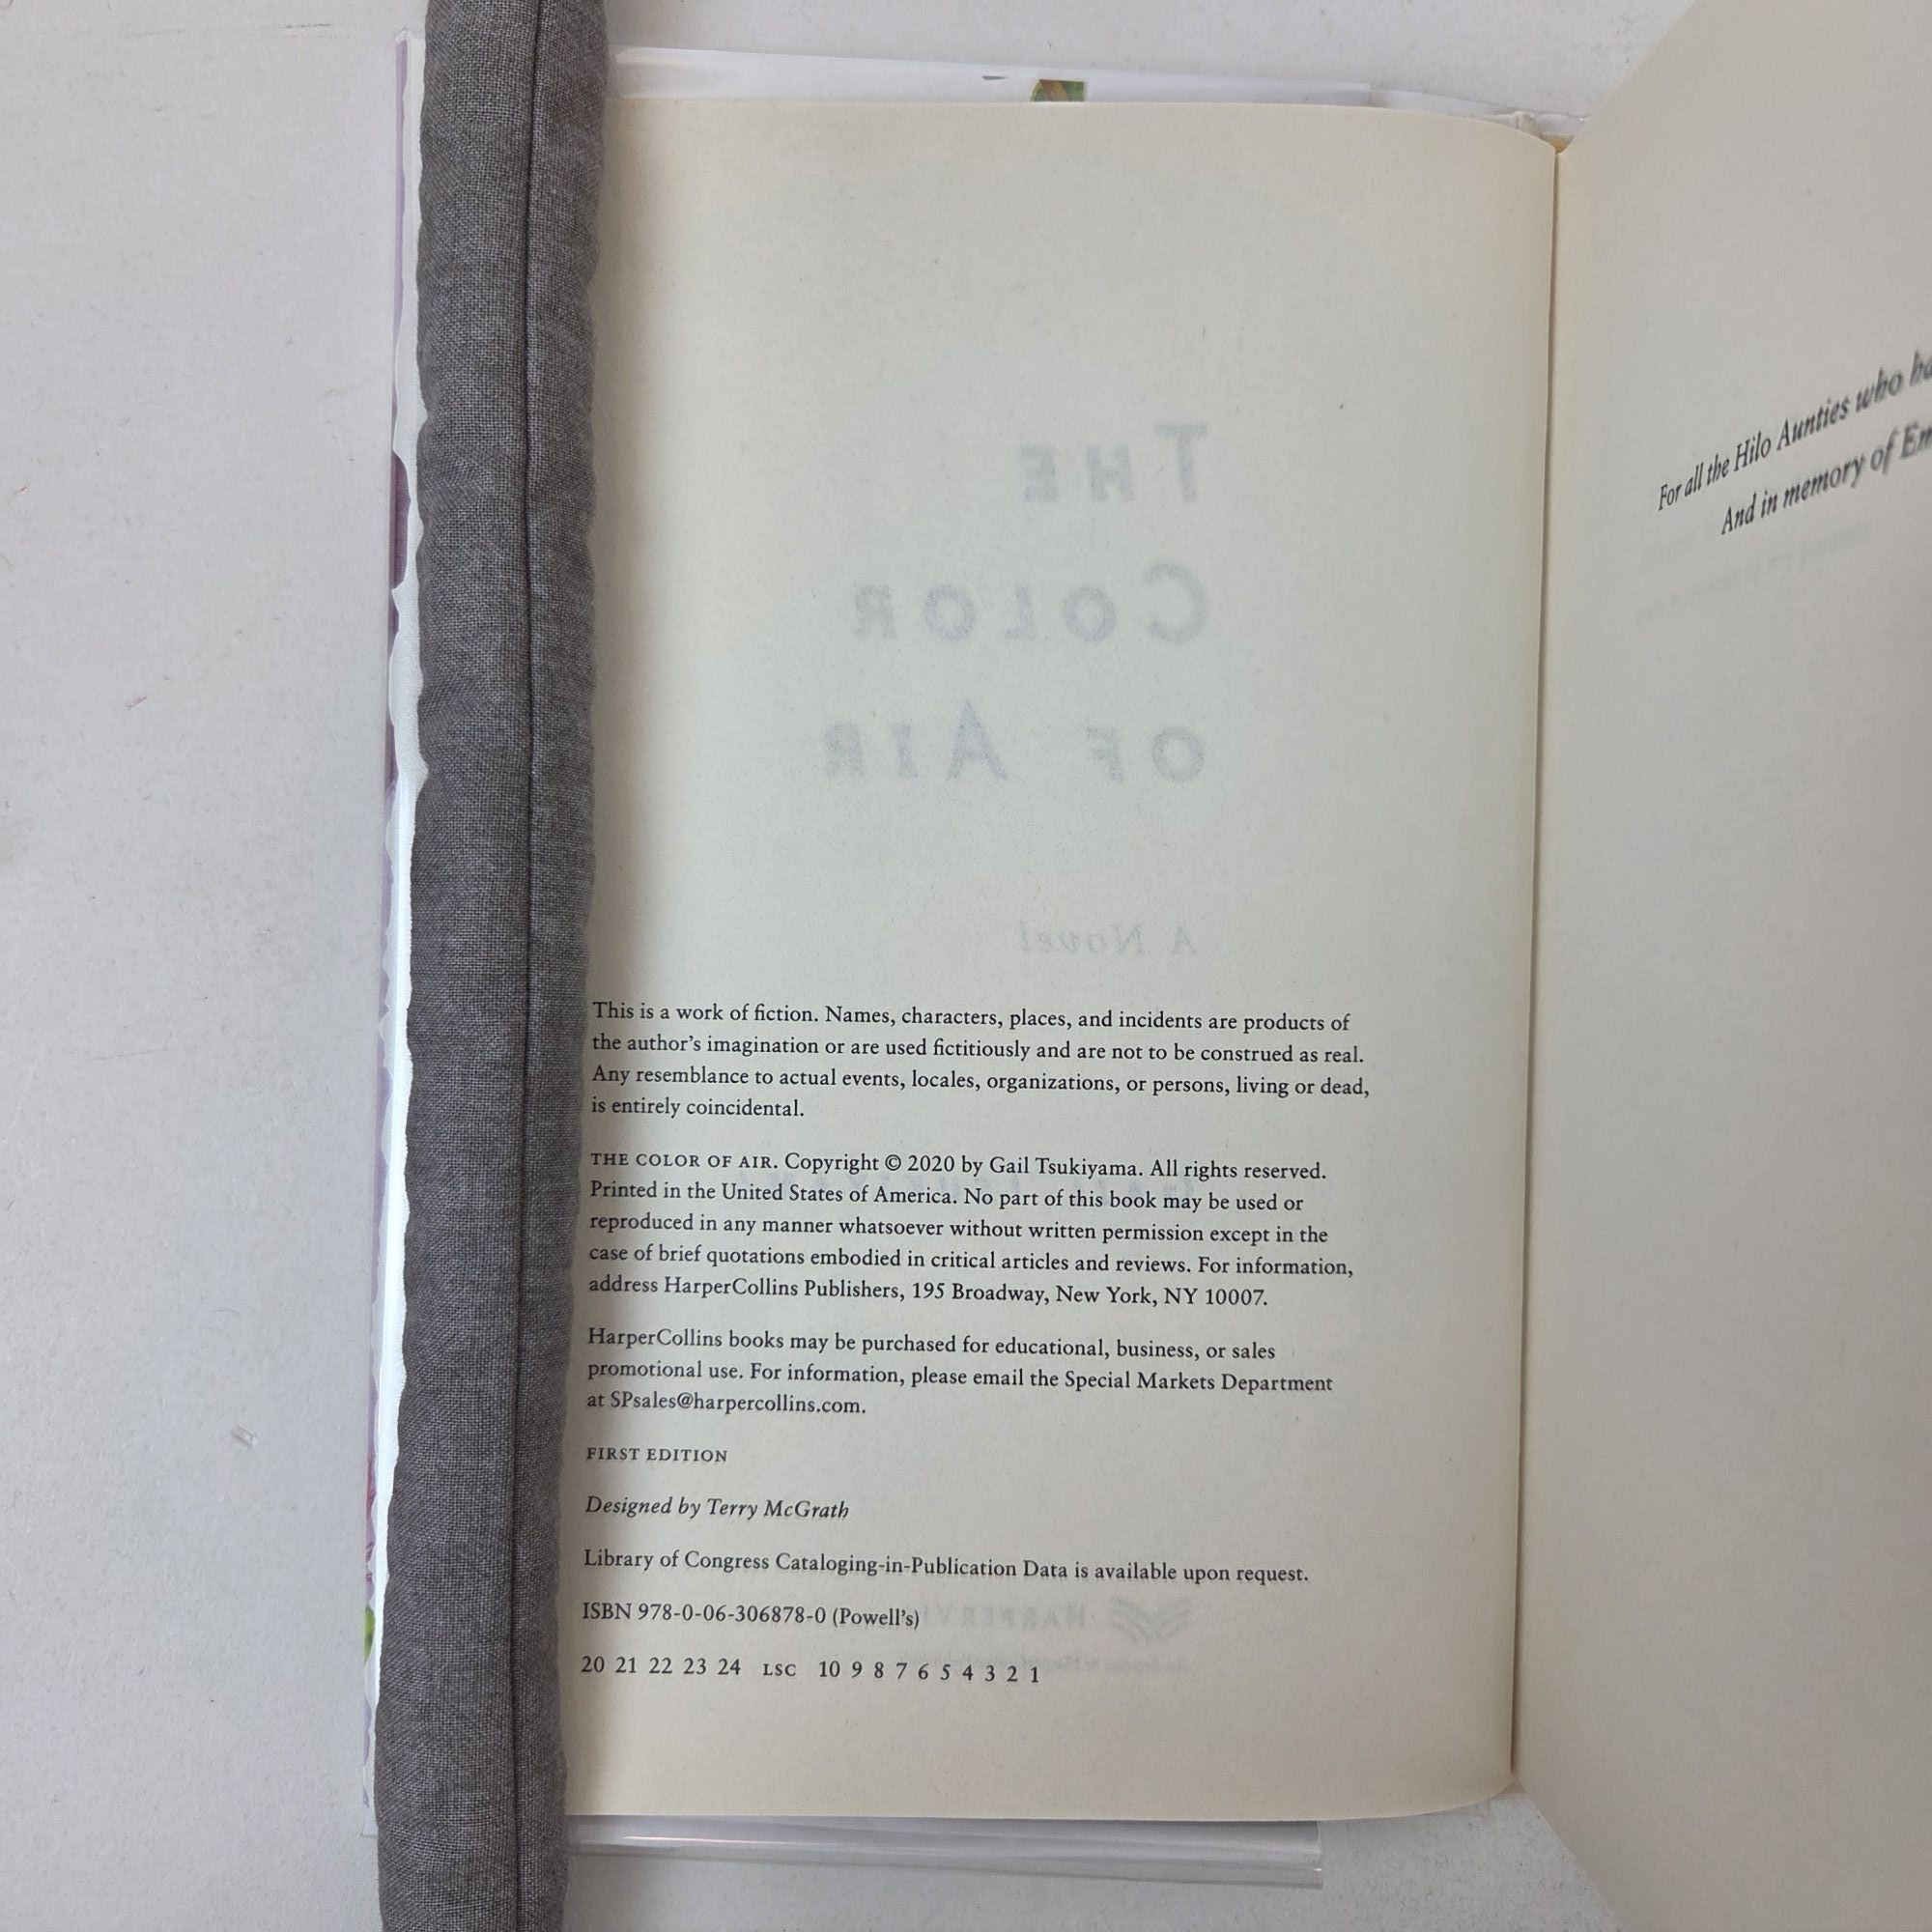 THE
COLOR
OF AIR
A Novel
This is a work of fiction. Names, characters, places, and incidents are products of
the author's imagination or are used fictitiously and are not to be construed as real.
Any resemblance to actual events, locales, organizations, or persons, living or dead,
is entirely coincidental.
THE COLOR OF AIR. Copyright © 2020 by Gail Tsukiyama. All rights reserved.
Printed in the United States of America. No part of this book may be used or
reproduced in any manner whatsoever without written permission except in the
case of brief quotations embodied in critical articles and reviews. For information,
address HarperCollins Publishers, 195 Broadway, New York, NY 10007.
HarperCollins books may be purchased for educational, business, or sales
promotional use. For information, please email the Special Markets Department
at SPsales@harpercollins.com.
FIRST EDITION
Designed by Terry McGrath
Library of Congress Cataloging-in-Publication Data is available upon request.
ISBN 978-0-06-306878-0 (Powell's)
20 21 22 23 24 LSC 10 9 8 7 6 5 4 3 2 1
For all the Hilo Aunties who
And in memory of